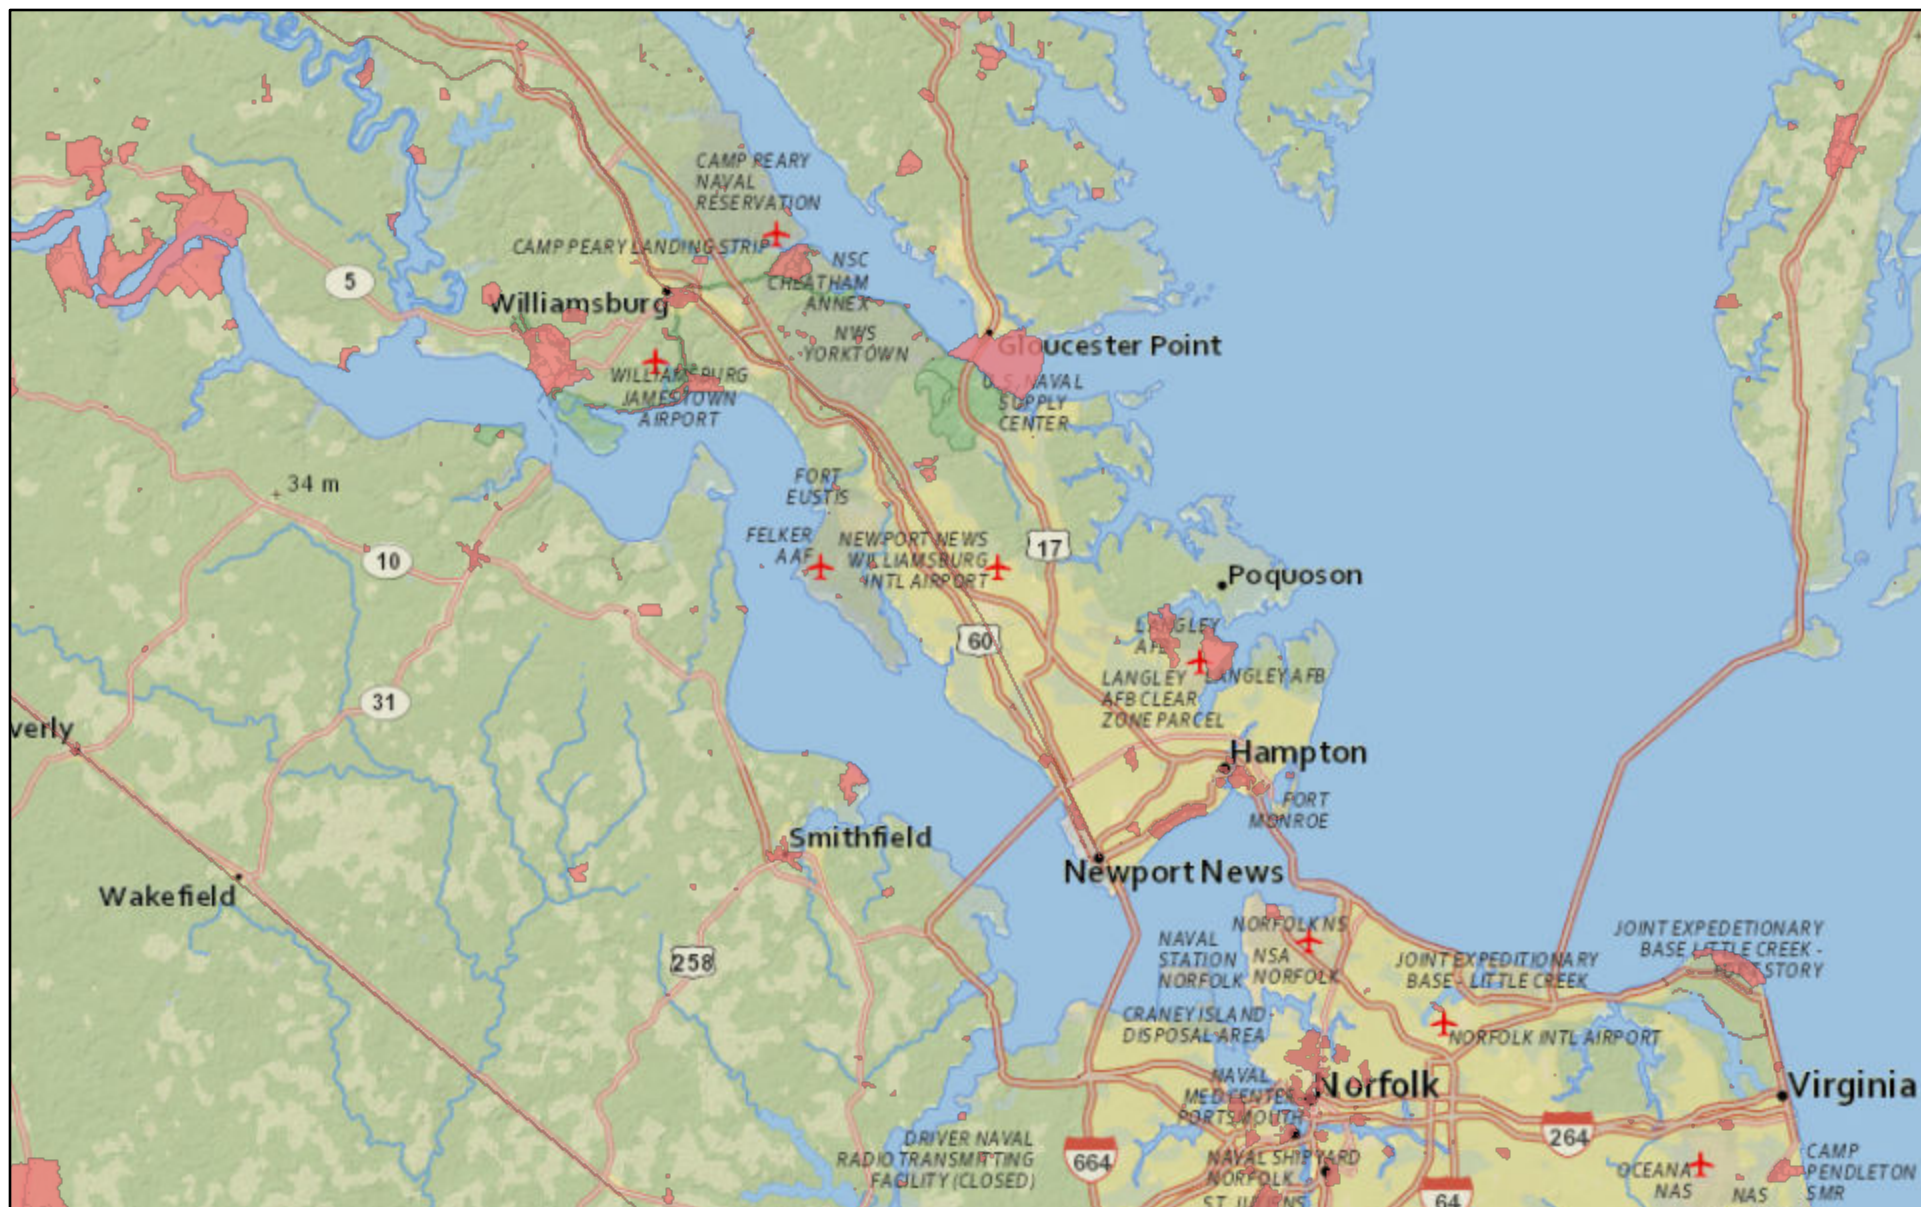 CAMP PEARY
NAVAL
RESERVATION
CAMP PEARY LANDING STRIP
NSC
CHEATHAM
ANNEX
5
Williamsburg
NWS
YORKTOWN
Gloucester Point
WILLIAMSBURG
JAMESTOWN
AIRPORT
U.S. NAVAL
SUPPLY
CENTER
34 m
FORT
EUSTIS
FELKER
AAF
NEWPORT NEWS
WILLIAMSBURG
INTL AIRPORT
17
10
Poquoson
60
LANGLEY
AFB
LANGLEY AFB
LANGLEY
AFB CLEAR
ZONE PARCEL
31
verly
Hampton
FORT
MONROE
Smithfield
Newport News
Wakefield
258
NORFOLK NS
NAVAL
STATION
NORFOLK
NSA
NORFOLK
JOINT EXPEDITIONARY
BASE - LITTLE CREEK
JOINT EXPEDETIONARY
BASE LITTLE CREEK -
FORT STORY
CRANEY ISLAND-
DISPOSAL AREA
NORFOLK INTL AIRPORT
NAVAL
MED CENTER
PORTSMOUTH
Norfolk
Virginia
264
DRIVER NAVAL
RADIO TRANSMITTING
FACILITY (CLOSED)
664
NAVAL SHIPYARD
NORFOLK
ST JULIENS
64
OCEANA
NAS
NAS
CAMP
PENDLETON
SMR